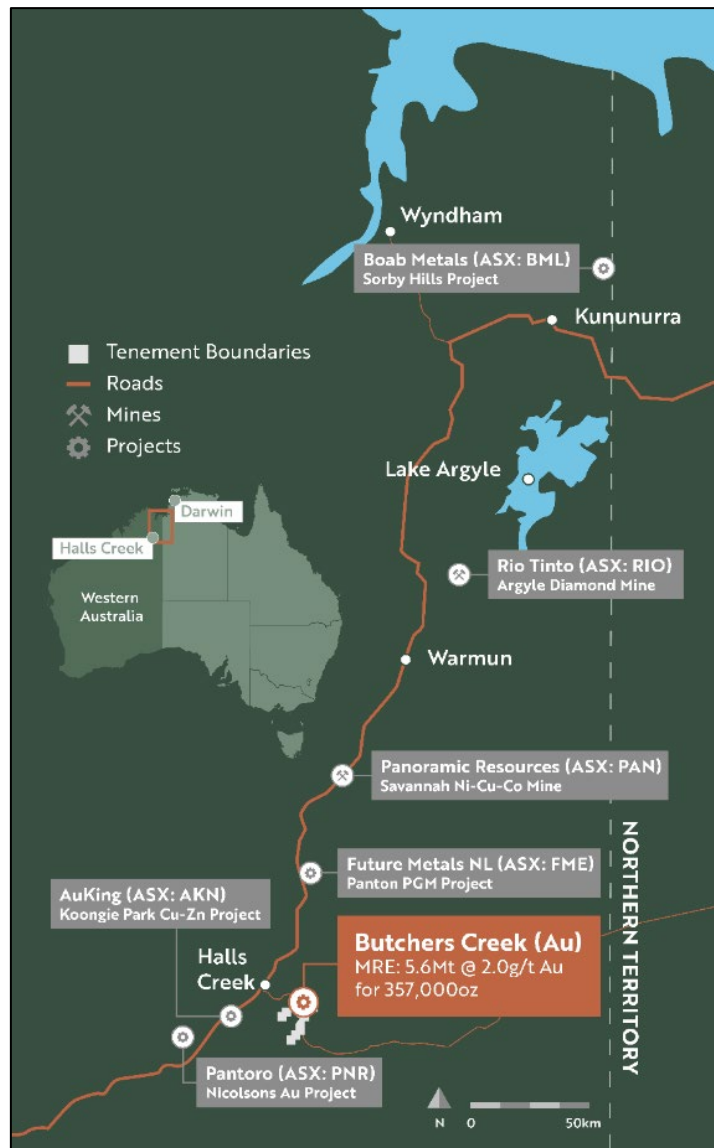 Wyndham
Boab Metals (ASX: BML)
Sorby Hills Project
Kununurra
Tenement Boundaries
Roads
Mines
Projects
Lake Argyle
Darwin
Halls Creek
Western
Australia
Rio Tinto (ASX: RIO)
Argyle Diamond Mine
Warmun
Panoramic Resources (ASX: PAN)
Savannah Ni-Cu-Co Mine
NORTHERN TERRITORY
Future Metals NL (ASX: FME)
Panton PGM Project
AuKing (ASX: AKN)
Koongie Park Cu-Zn Project
Butchers Creek (Au)
MRE: 5.6Mt @ 2.0g/t Au
for 357,000oz
Halls
Creek
Pantoro (ASX: PNR)
Nicolsons Au Project
N
0
50km